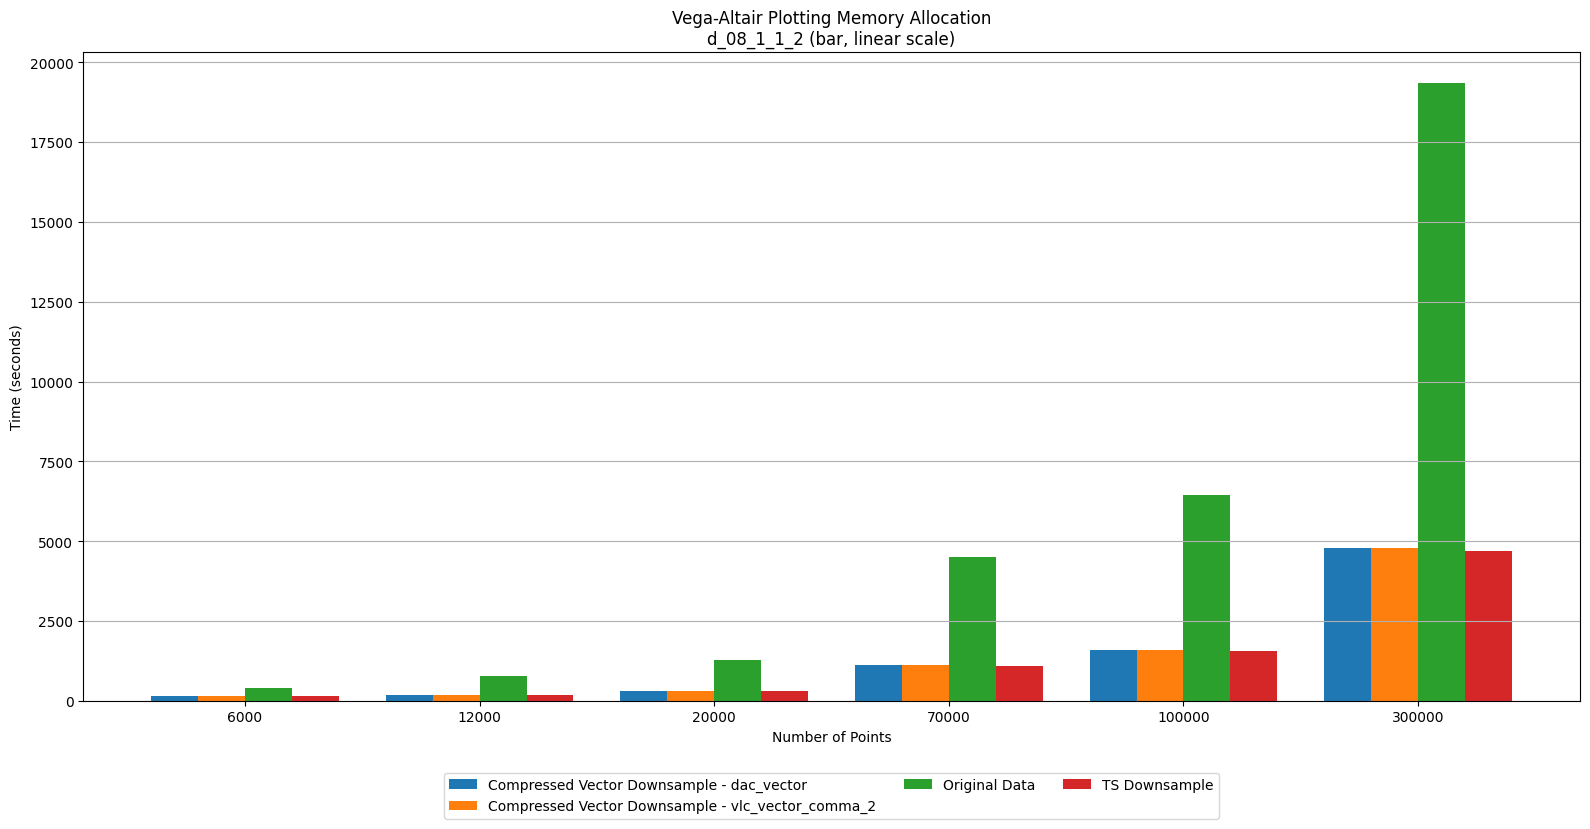 Vega-Altair Plotting Memory Allocation
d_08_1_1_2 (bar, linear scale)
20000
17500
15000
12500
10000
7500
5000
2500
0
Time (seconds)
6000 12000 20000 70000 100000 300000
Number of Points
Compressed Vector Downsample - dac_vector
Compressed Vector Downsample - vlc_vector_comma_2
Original Data
TS Downsample